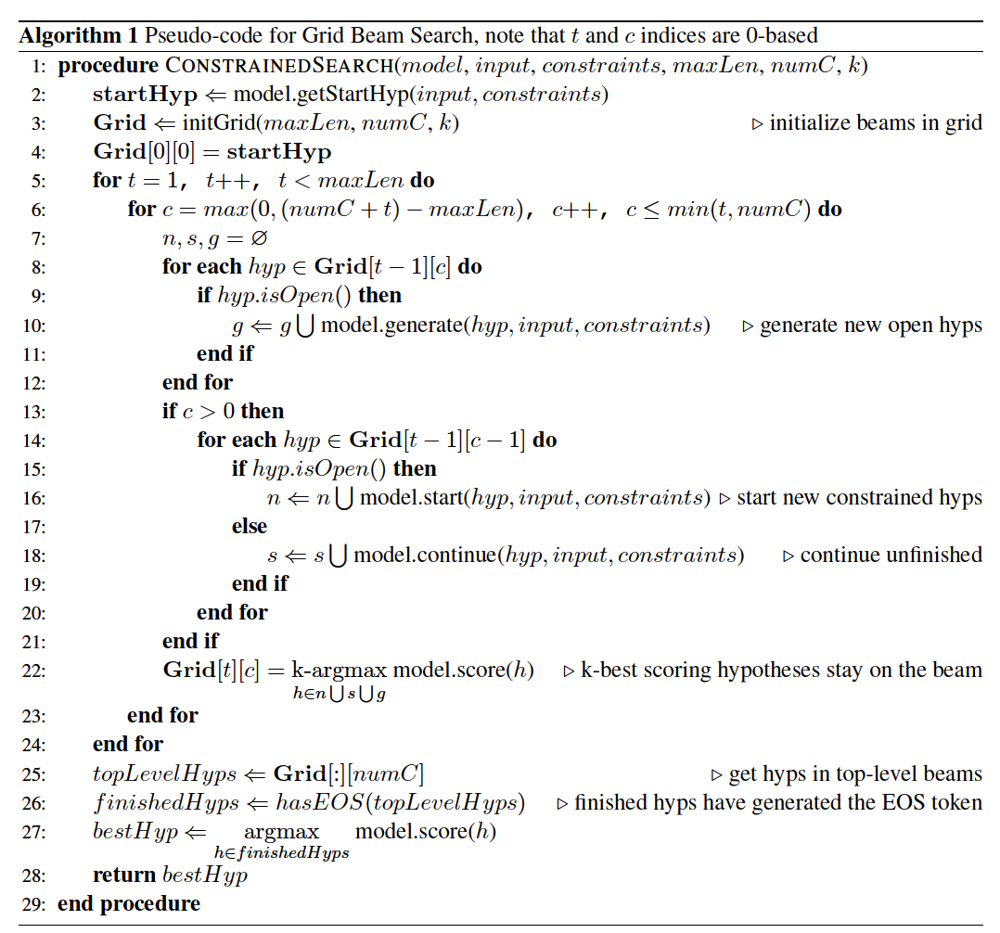 Algorithm 1 Pseudo-code for Grid Beam Search, note that t and c indices are 0-based
1: procedure CONSTRAINEDSEARCH(model, input, constraints, maxLen, numC, k)
2: startHyp ⇐ model.getStartHyp(input, constraints)
3: Grid ⇐ initGrid(maxLen, numC, k) ▷ initialize beams in grid
4: Grid[0][0] = startHyp
5: for t = 1, t++, t < maxLen do
6: for c = max(0, (numC + t) − maxLen), c++, c ≤ min(t, numC) do
7: n, s, g = ∅
8: for each hyp ∈ Grid[t − 1][c] do
9: if hyp.isOpen() then
10: g ⇐ g ⋃ model.generate(hyp, input, constraints) ▷ generate new open hyps
11: end if
12: end for
13: if c > 0 then
14: for each hyp ∈ Grid[t − 1][c − 1] do
15: if hyp.isOpen() then
16: n ⇐ n ⋃ model.start(hyp, input, constraints) ▷ start new constrained hyps
17: else
18: s ⇐ s ⋃ model.continue(hyp, input, constraints) ▷ continue unfinished
19: end if
20: end for
21: end if
22: Grid[t][c] = k-argmax model.score(h) ▷ k-best scoring hypotheses stay on the beam
h∈n ⋃ s ⋃ g
23: end for
24: end for
25: topLevelHyps ⇐ Grid[:][numC] ▷ get hyps in top-level beams
26: finishedHyps ⇐ hasEOS(topLevelHyps) ▷ finished hyps have generated the EOS token
27: bestHyp ⇐ argmax model.score(h)
h∈finishedHyps
28: return bestHyp
29: end procedure